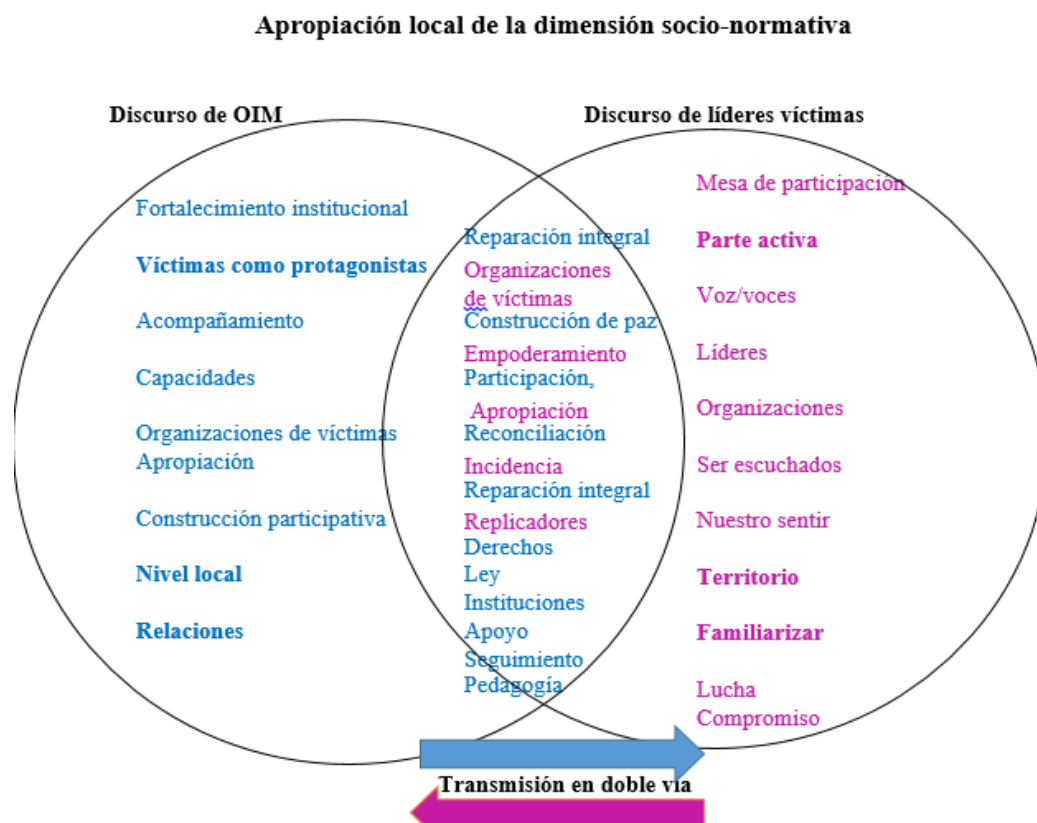 Apropiación local de la dimensión socio-normativa
Discurso de OIM
Discurso de líderes víctimas
Fortalecimiento institucional
Víctimas como protagonistas
Acompañamiento
Capacidades
Organizaciones de víctimas
Apropiación
Construcción participativa
Nivel local
Relaciones
Reparación integral
Organizaciones
de víctimas
Construcción de paz
Empoderamiento
Participación,
Apropiación
Reconciliación
Incidencia
Reparación integral
Replicadores
Derechos
Ley
Instituciones
Apoyo
Seguimiento
Pedagogía
Mesa de participación
Parte activa
Voz/voces
Líderes
Organizaciones
Ser escuchados
Nuestro sentir
Territorio
Familiarizar
Lucha
Compromiso
Transmisión en doble vía